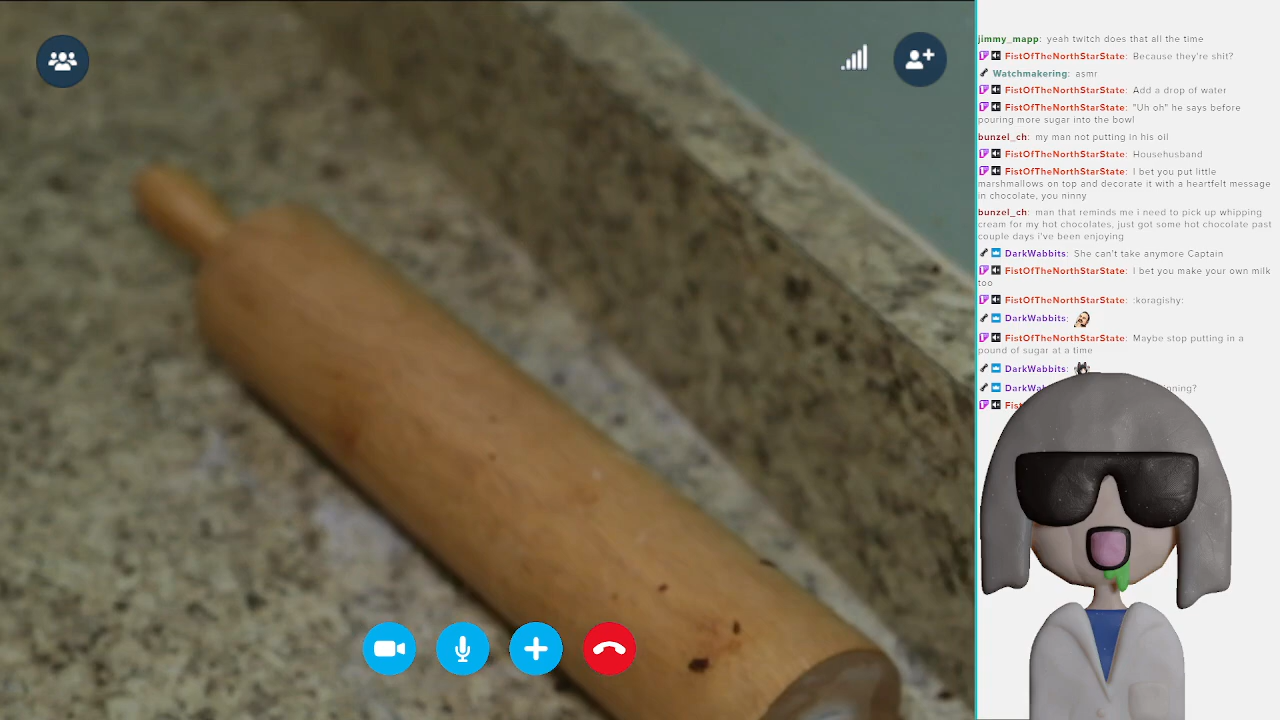 jimmy_mapp: yeah twitch does that all the time
FistOfTheNorthStarState: Because they're shit?
Watchmakering: asmr
FistOfTheNorthStarState: Add a drop of water
FistOfTheNorthStarState: "Uh oh" he says before
pouring more sugar into the bowl
bunzel_ch: my man not putting in his oil
FistOfTheNorthStarState: Househusband
FistOfTheNorthStarState: I bet you put little
marshmallows on top and decorate it with a heartfelt message
in chocolate, you ninny
bunzel_ch: man that reminds me i need to pick up whipping
cream for my hot chocolates, just got some hot chocolate past
couple days i've been enjoying
DarkWabbits: She can't take anymore Captain
FistOfTheNorthStarState: I bet you make your own milk
too
FistOfTheNorthStarState: :koragishy:
DarkWabbits:
FistOfTheNorthStarState: Maybe stop putting in a
pound of sugar at a time
DarkWabbits: